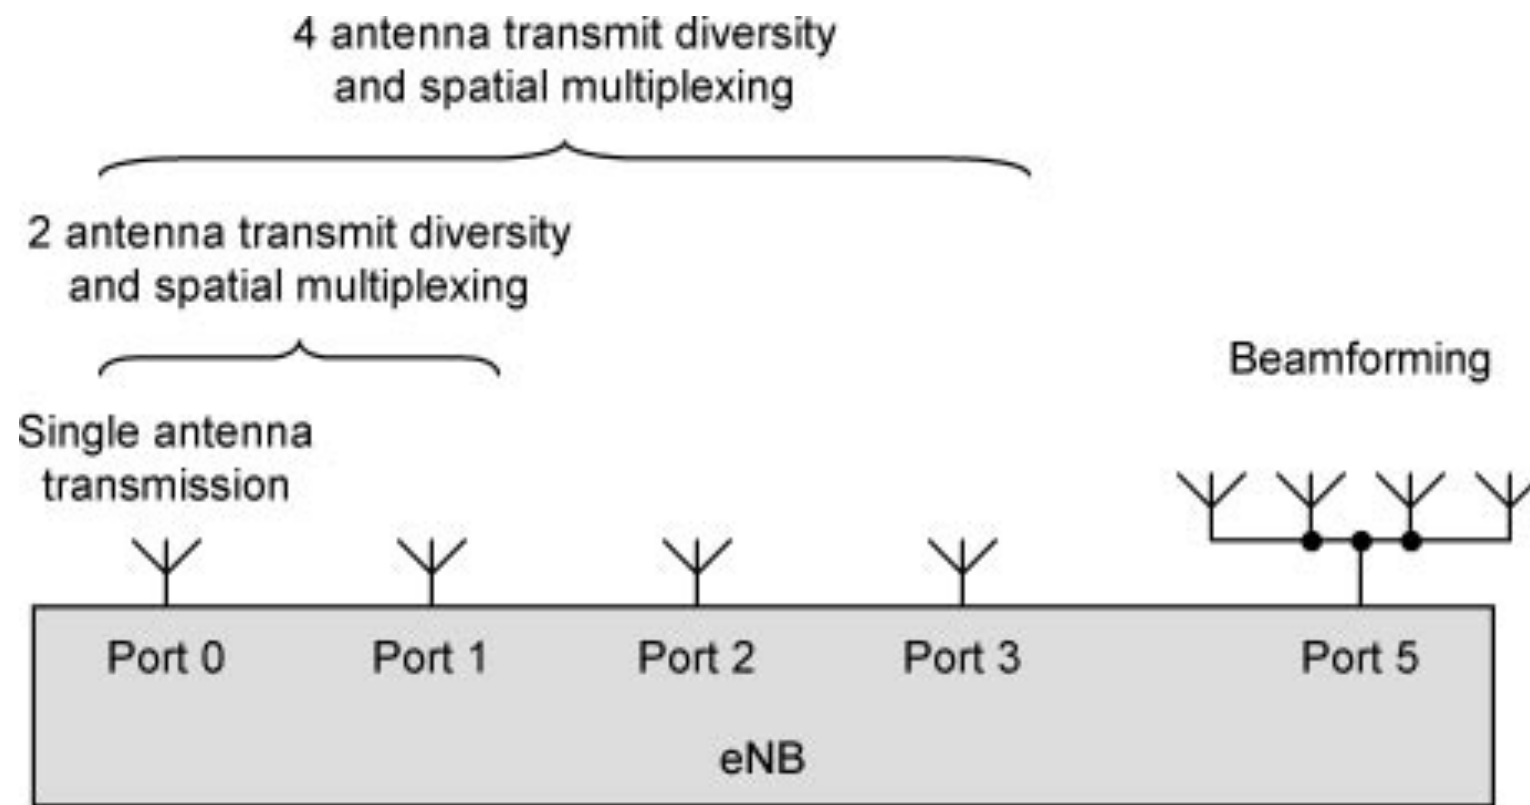 4 antenna transmit diversity
and spatial multiplexing
2 antenna transmit diversity
and spatial multiplexing
Beamforming
Single antenna
transmission
Port 0
Port 1
Port 2
Port 3
Port 5
eNB